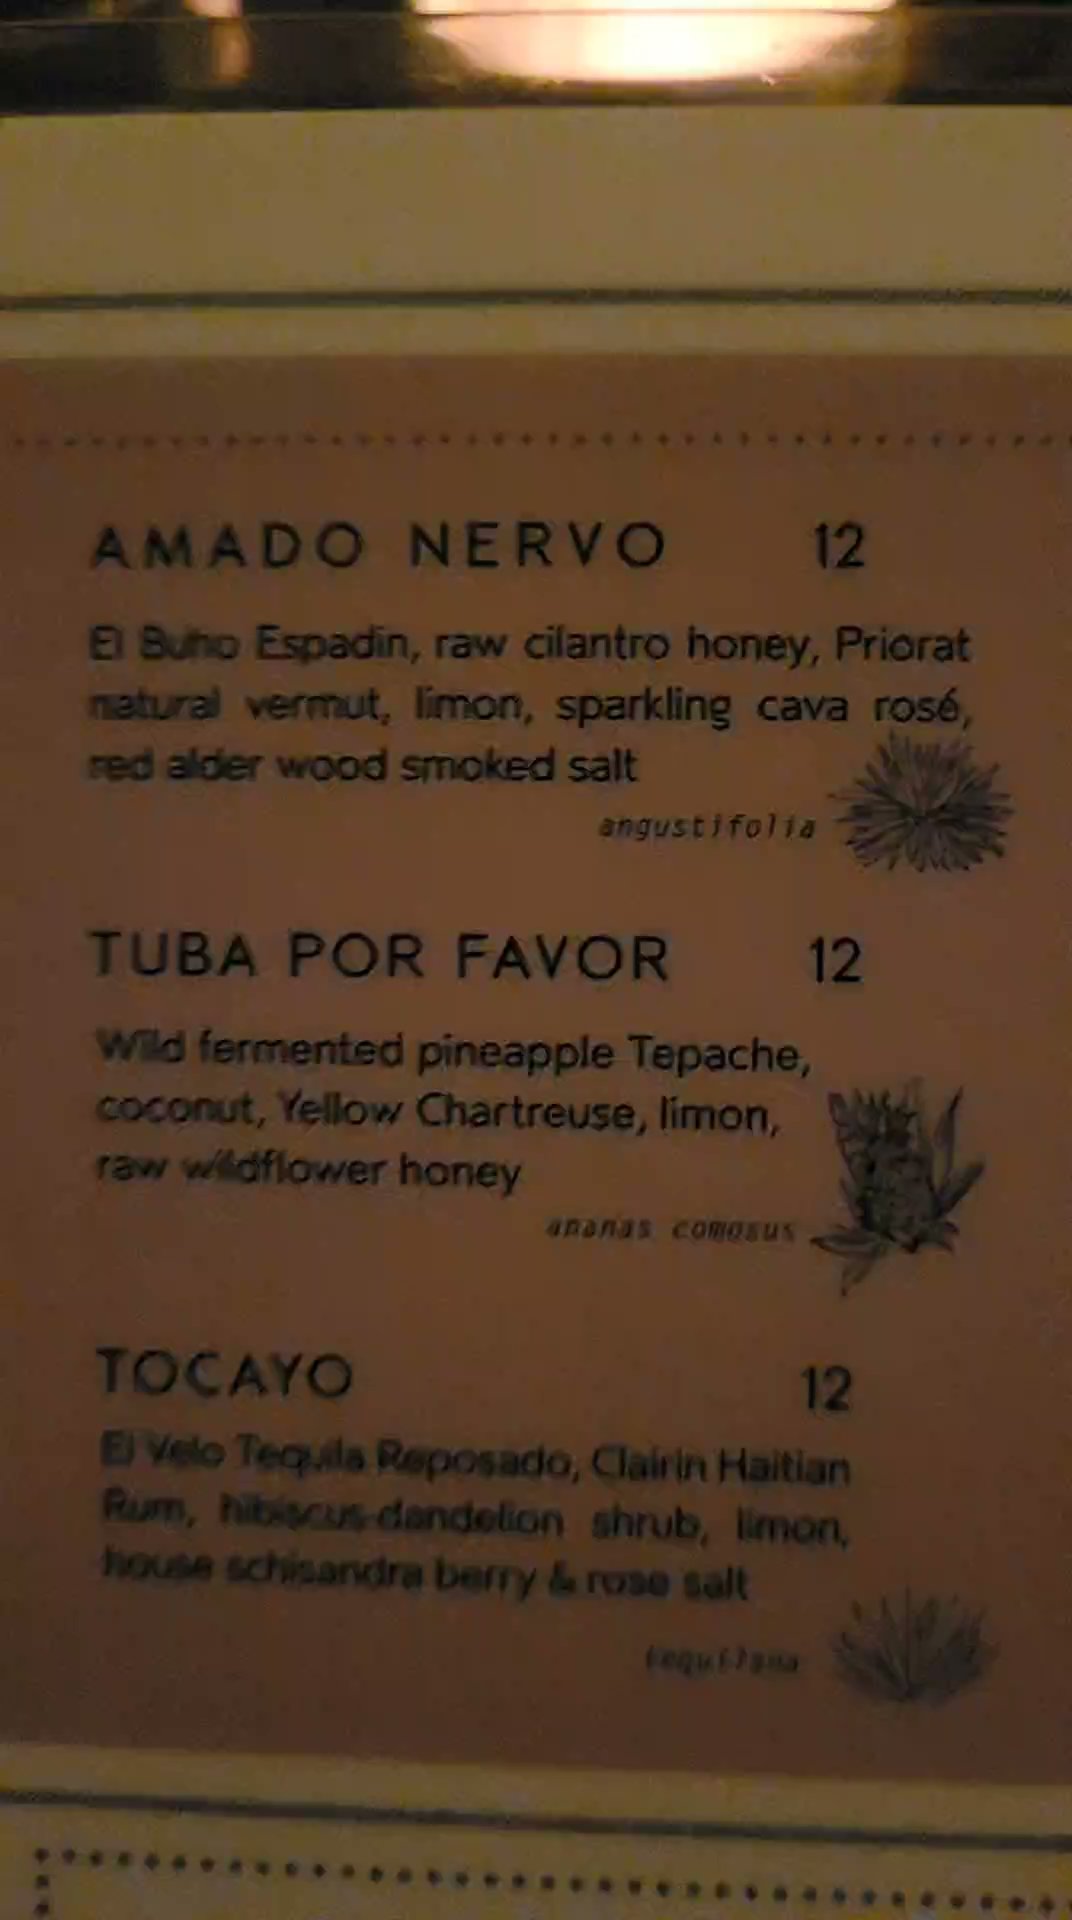 AMADO NERVO 12
El Buho Espadin, raw cilantro honey, Priorat
natural vermut, limon, sparkling cava rosé,
red alder wood smoked salt
angustifolia
TUBA POR FAVOR 12
Wild fermented pineapple Tepache,
coconut, Yellow Chartreuse, limon,
raw wildflower honey
ananas comosus
TOCAYO 12
El Velo Tequila Reposado, Clairin Haitian
Rum, hibiscus-dandelion shrub, limon,
house schisandra berry & rose salt
tequilana